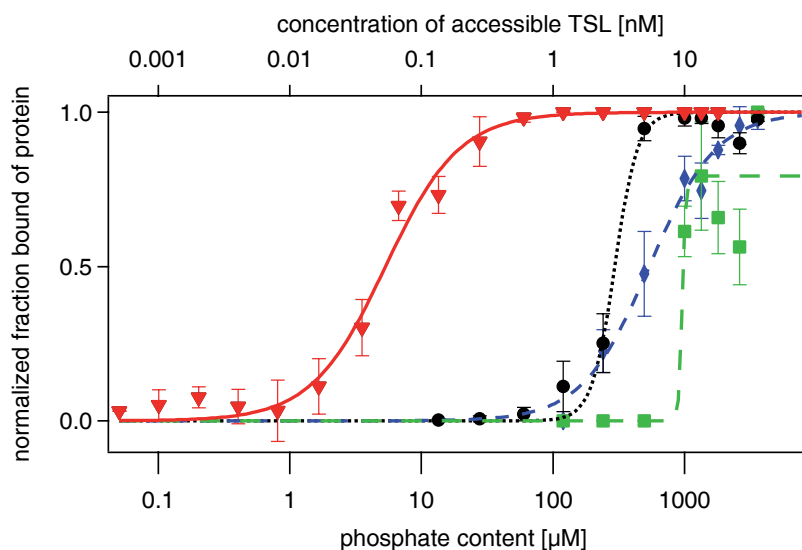 concentration of accessible TSL [nM]
0.001 0.01 0.1 1 10
normalized fraction bound of protein
1.0
0.5
0.0
0.1 1 10 100 1000
phosphate content [µM]